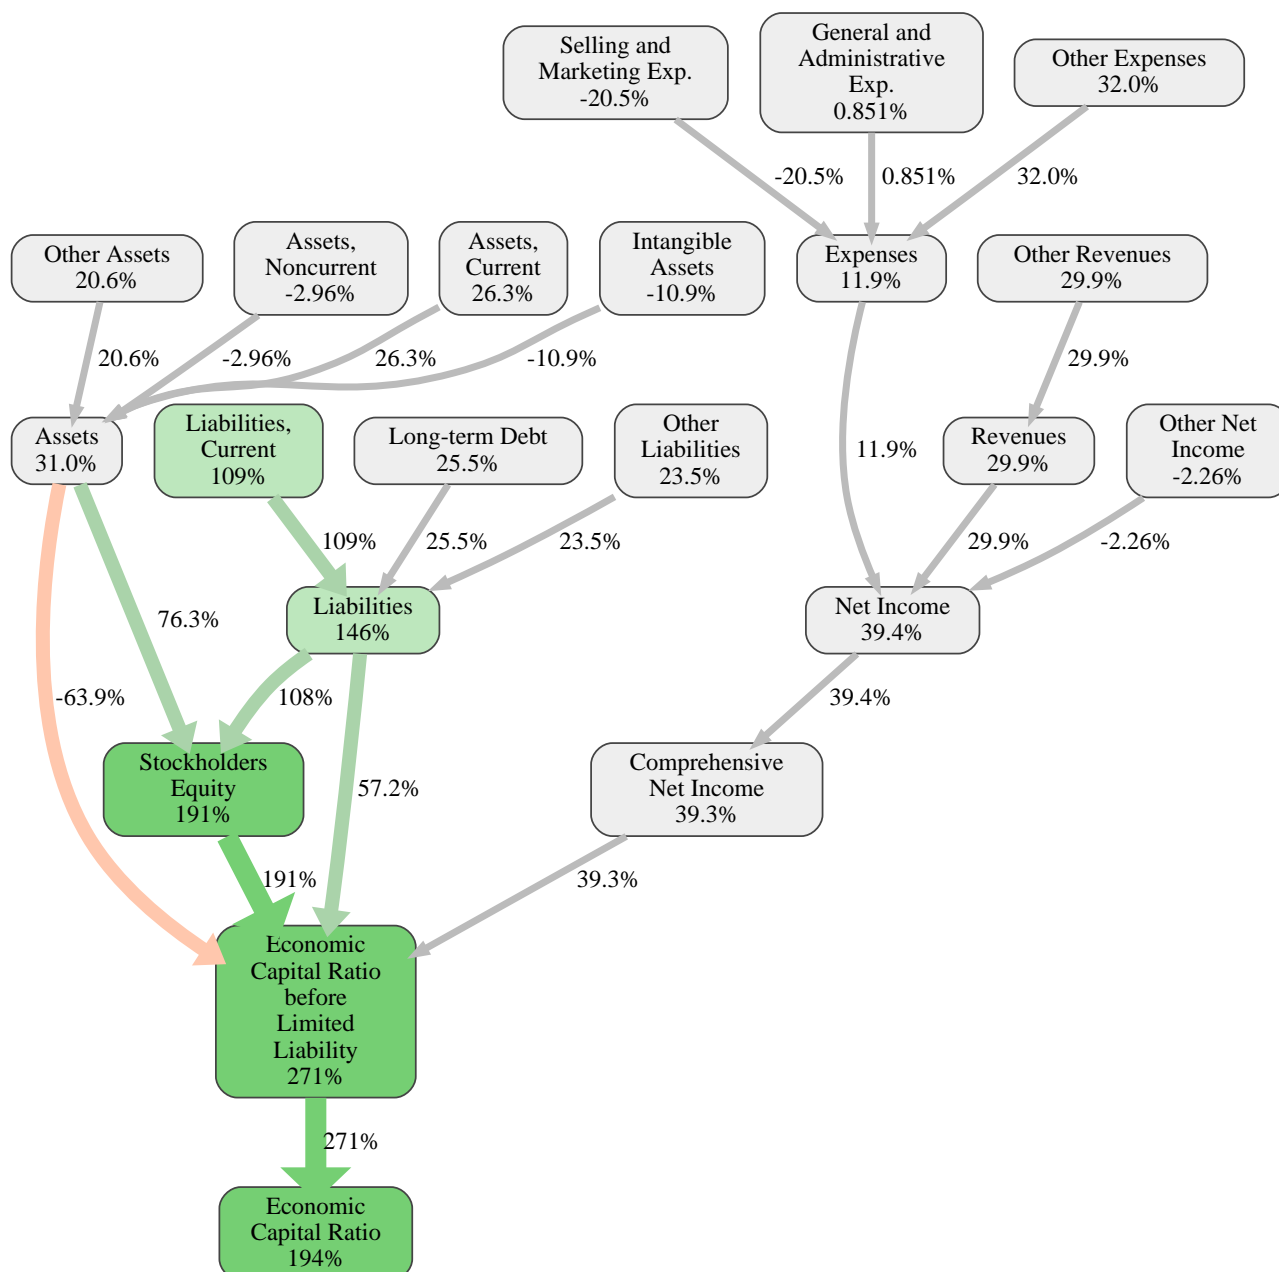 Selling and
Marketing Exp.
-20.5%
General and
Administrative
Exp.
0.851%
Other Expenses
32.0%
-20.5%
0.851%
32.0%
Other Assets
20.6%
Assets,
Noncurrent
-2.96%
Assets,
Current
26.3%
Intangible
Assets
-10.9%
Expenses
11.9%
Other Revenues
29.9%
20.6%
-2.96%
26.3%
-10.9%
29.9%
Assets
31.0%
Liabilities,
Current
109%
Long-term Debt
25.5%
Other
Liabilities
23.5%
11.9%
Revenues
29.9%
Other Net
Income
-2.26%
109%
25.5%
23.5%
29.9%
-2.26%
76.3%
Liabilities
146%
Net Income
39.4%
-63.9%
108%
39.4%
Stockholders
Equity
191%
57.2%
Comprehensive
Net Income
39.3%
191%
39.3%
Economic
Capital Ratio
before
Limited
Liability
271%
271%
Economic
Capital Ratio
194%